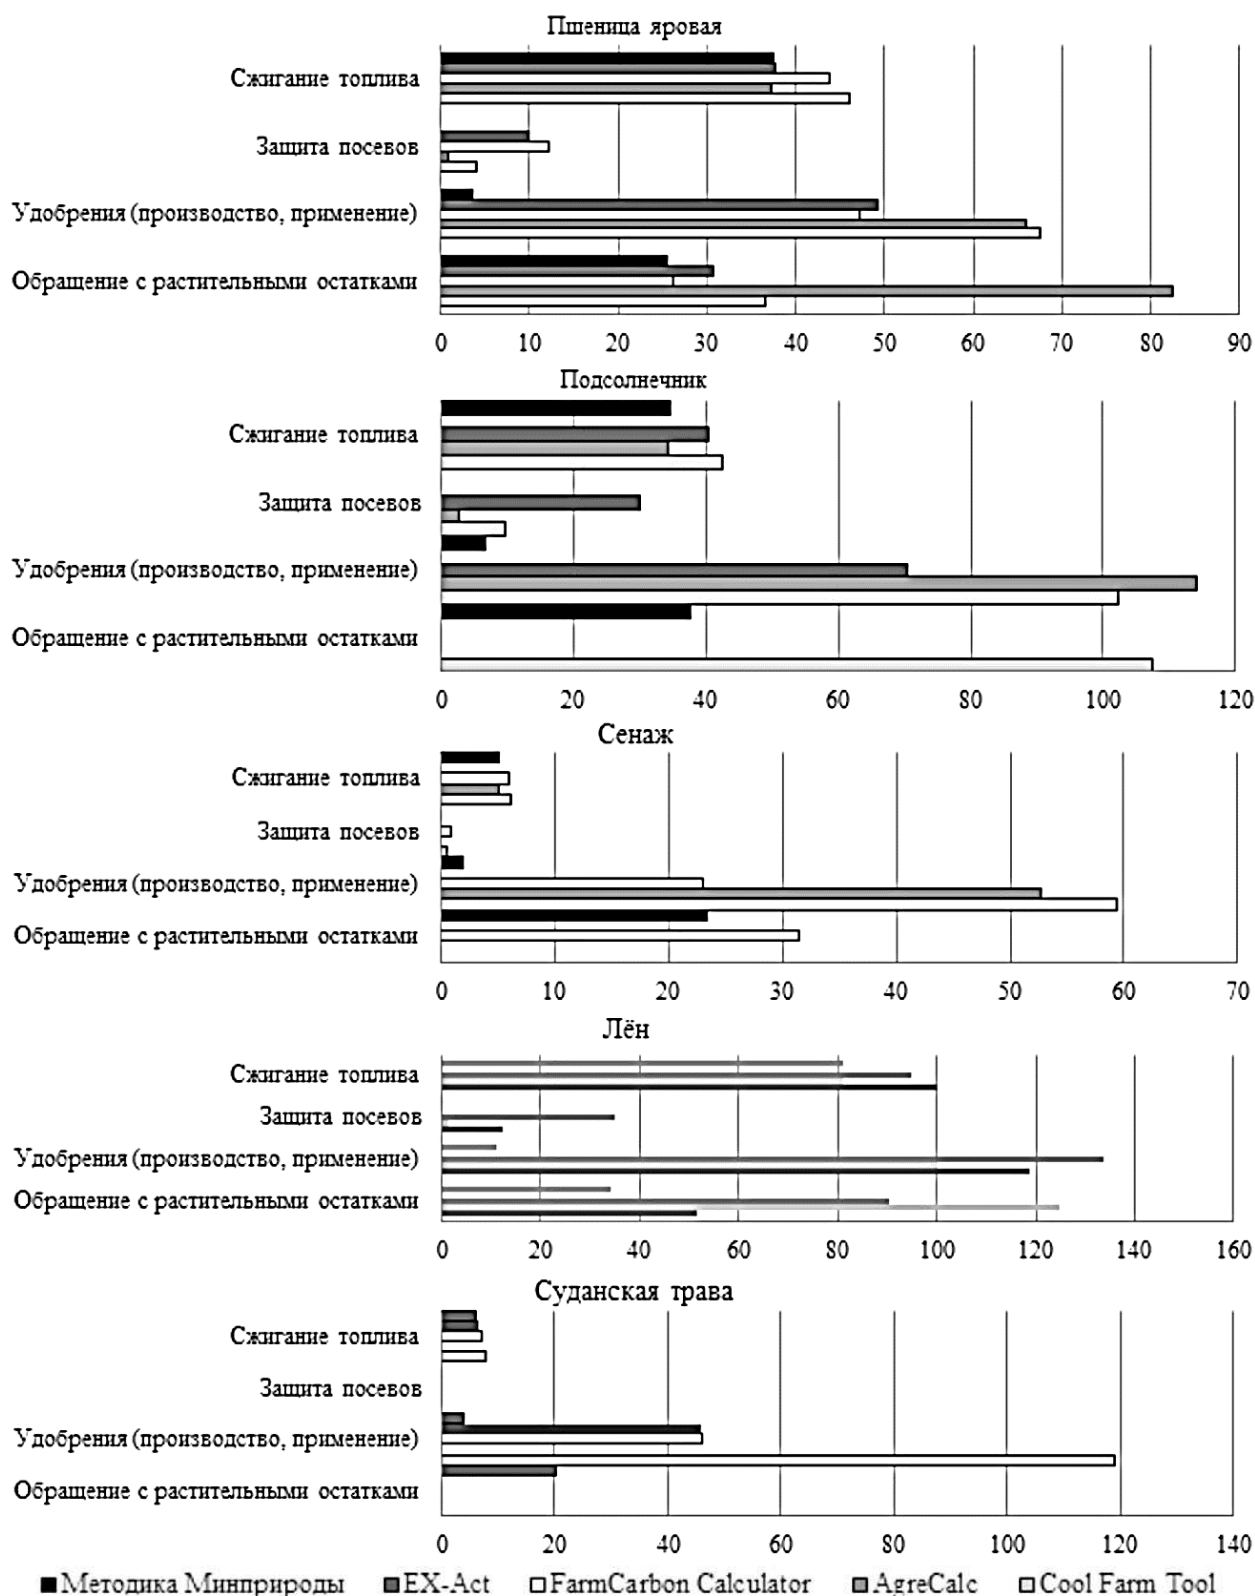 Пшеница яровая
Сжигание топлива
Защита посевов
Удобрения (производство, применение)
Обращение с растительными остатками
0 10 20 30 40 50 60 70 80 90
Подсолнечник
Сжигание топлива
Защита посевов
Удобрения (производство, применение)
Обращение с растительными остатками
0 20 40 60 80 100 120
Сенаж
Сжигание топлива
Защита посевов
Удобрения (производство, применение)
Обращение с растительными остатками
0 10 20 30 40 50 60 70
Лён
Сжигание топлива
Защита посевов
Удобрения (производство, применение)
Обращение с растительными остатками
0 20 40 60 80 100 120 140 160
Суданская трава
Сжигание топлива
Защита посевов
Удобрения (производство, применение)
Обращение с растительными остатками
0 20 40 60 80 100 120 140
Методика Минприроды EX-Act FarmCarbon Calculator AgreCalc Cool Farm Tool